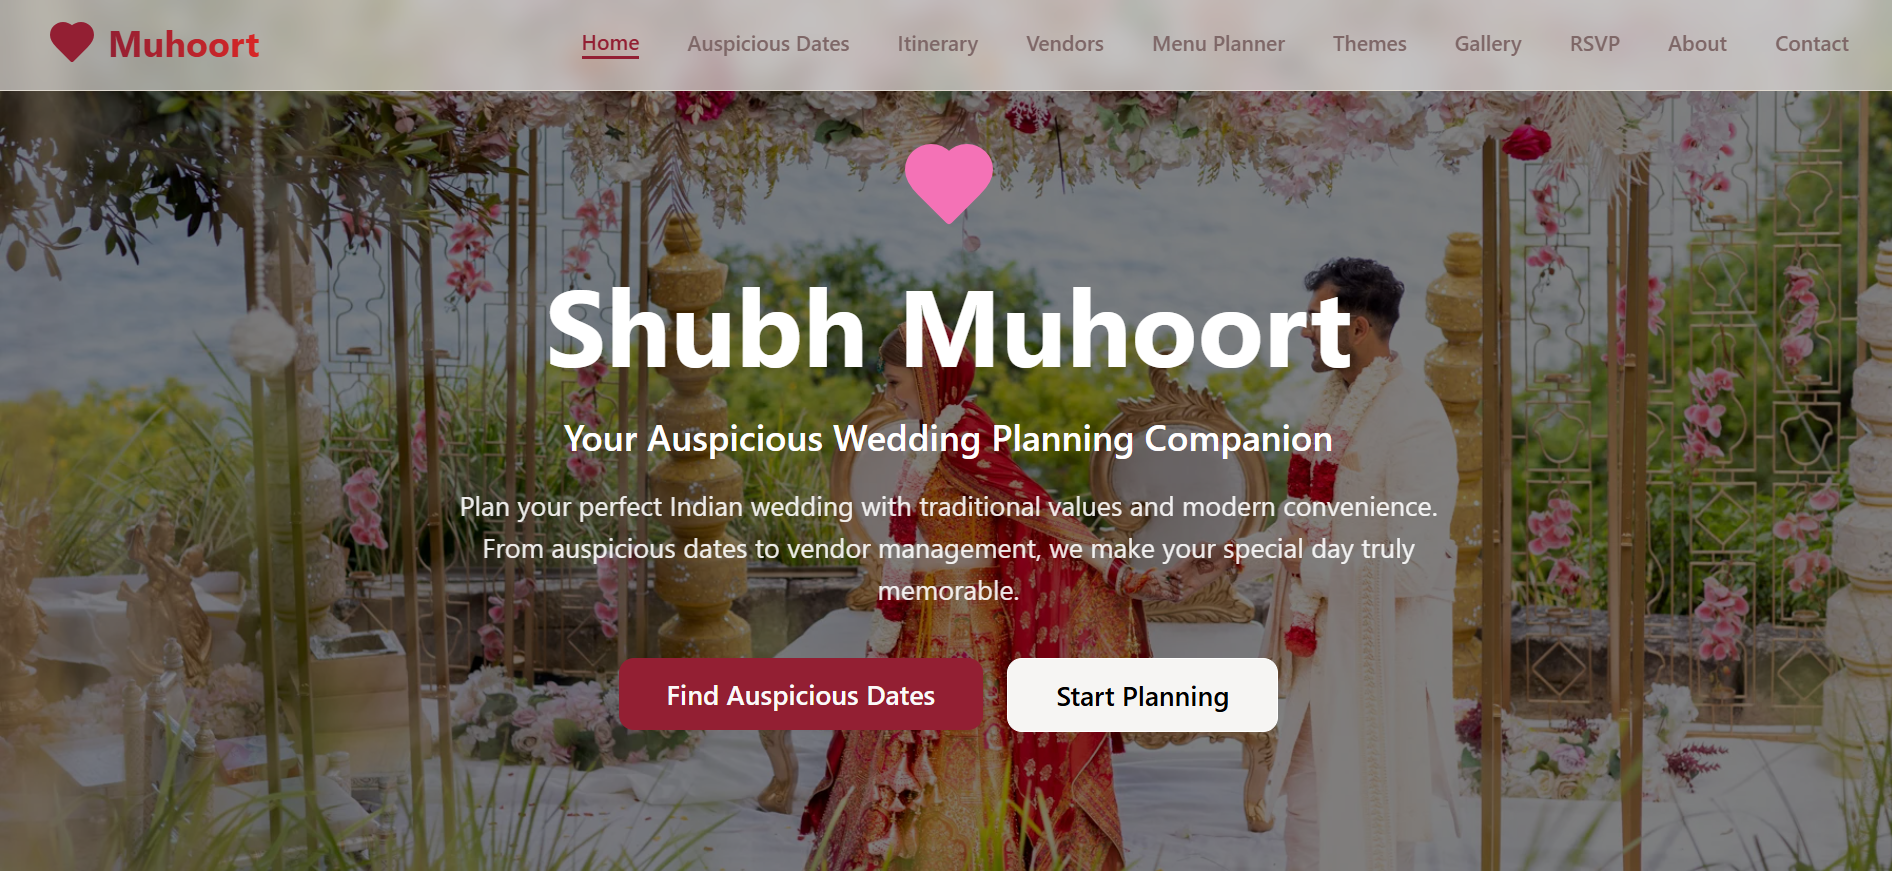 Muhoort
Home Auspicious Dates Itinerary Vendors Menu Planner Themes Gallery RSVP About Contact
Shubh Muhoort
Your Auspicious Wedding Planning Companion
Plan your perfect Indian wedding with traditional values and modern convenience.
From auspicious dates to vendor management, we make your special day truly
memorable.
Find Auspicious Dates
Start Planning